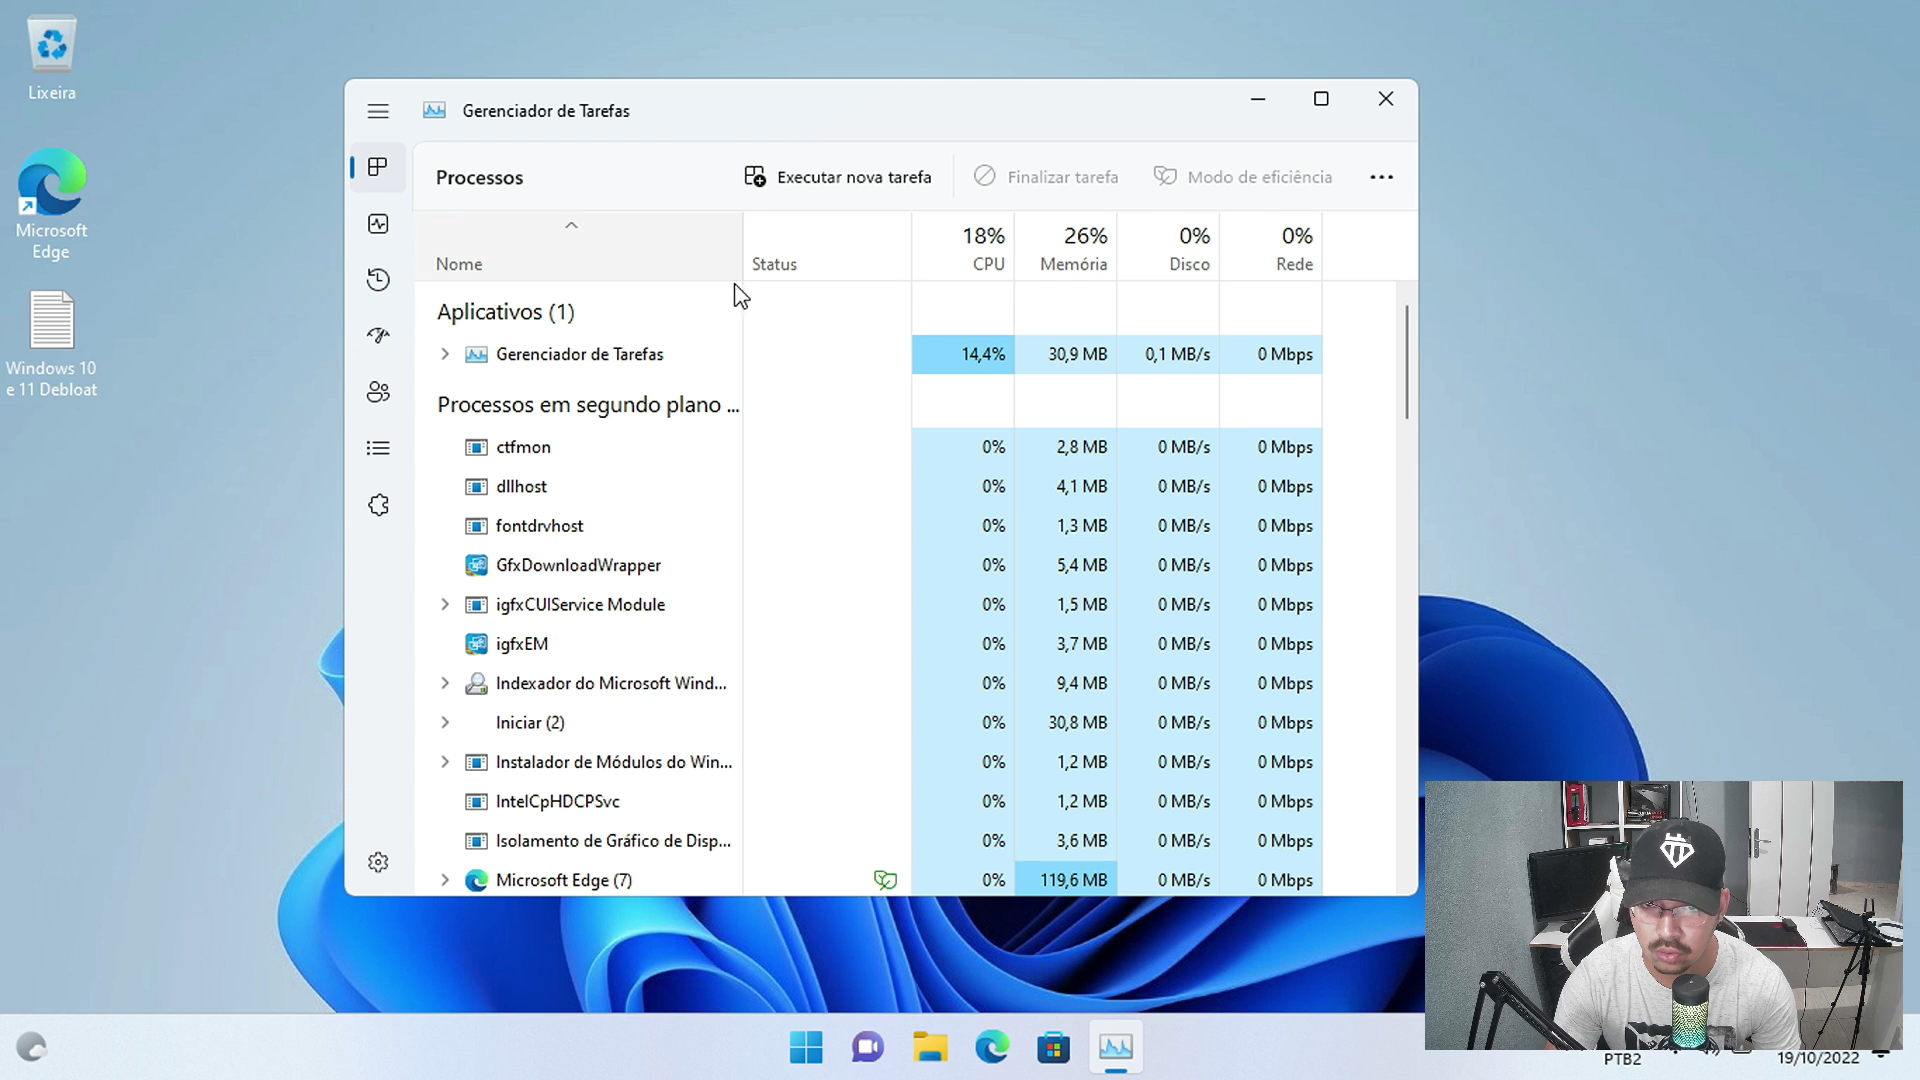 Lixeira
Microsoft
Edge
Windows 10
e 11 Debloat
Gerenciador de Tarefas
Processos
Executar nova tarefa
Finalizar tarefa
Modo de eficiência
Nome
Status
18%
CPU
26%
Memória
0%
Disco
0%
Rede
Aplicativos (1)
Gerenciador de Tarefas 14,4% 30,9 MB 0,1 MB/s 0 Mbps
Processos em segundo plano ...
ctfmon 0% 2,8 MB 0 MB/s 0 Mbps
dllhost 0% 4,1 MB 0 MB/s 0 Mbps
fontdrvhost 0% 1,3 MB 0 MB/s 0 Mbps
GfxDownloadWrapper 0% 5,4 MB 0 MB/s 0 Mbps
igfxCUIService Module 0% 1,5 MB 0 MB/s 0 Mbps
igfxEM 0% 3,7 MB 0 MB/s 0 Mbps
Indexador do Microsoft Wind... 0% 9,4 MB 0 MB/s 0 Mbps
Iniciar (2) 0% 30,8 MB 0 MB/s 0 Mbps
Instalador de Módulos do Win... 0% 1,2 MB 0 MB/s 0 Mbps
IntelCpHDCPSvc 0% 1,2 MB 0 MB/s 0 Mbps
Isolamento de Gráfico de Disp... 0% 3,6 MB 0 MB/s 0 Mbps
Microsoft Edge (7) 0% 119,6 MB 0 MB/s 0 Mbps
PTB2
19/10/2022